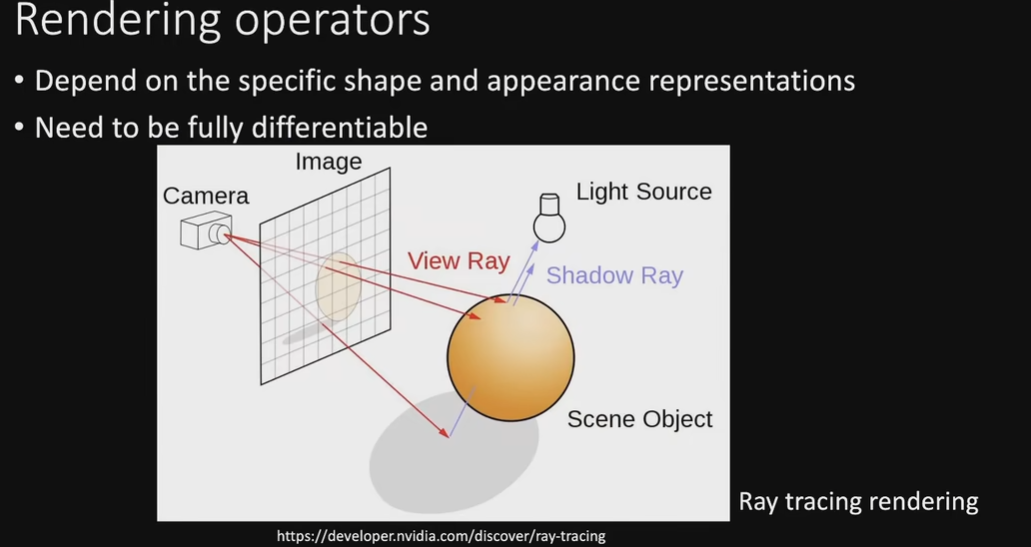 Rendering operators
• Depend on the specific shape and appearance representations
• Need to be fully differentiable
Image
Camera
Light Source
View Ray
Shadow Ray
Scene Object
Ray tracing rendering
https://developer.nvidia.com/discover/ray-tracing